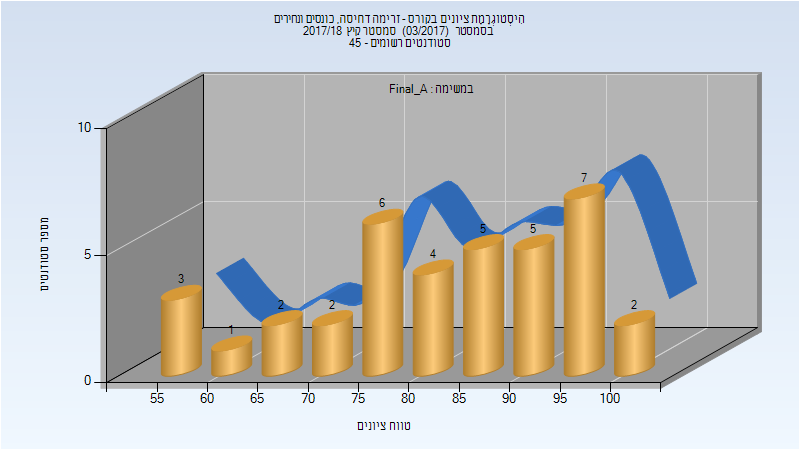 הִיסְטוּגְרָמַת ציונים בקורס - זרימה דחיסה, כונסים ונחירים
בסמסטר (03/2017) סמסטר קיץ 2017/18
סטודנטים רשומים - 45
במשימה : Final_A
מספר סטודנטים
10
5
0
3
1
2
2
6
4
5
5
7
2
55 60 65 70 75 80 85 90 95 100
טווח ציונים